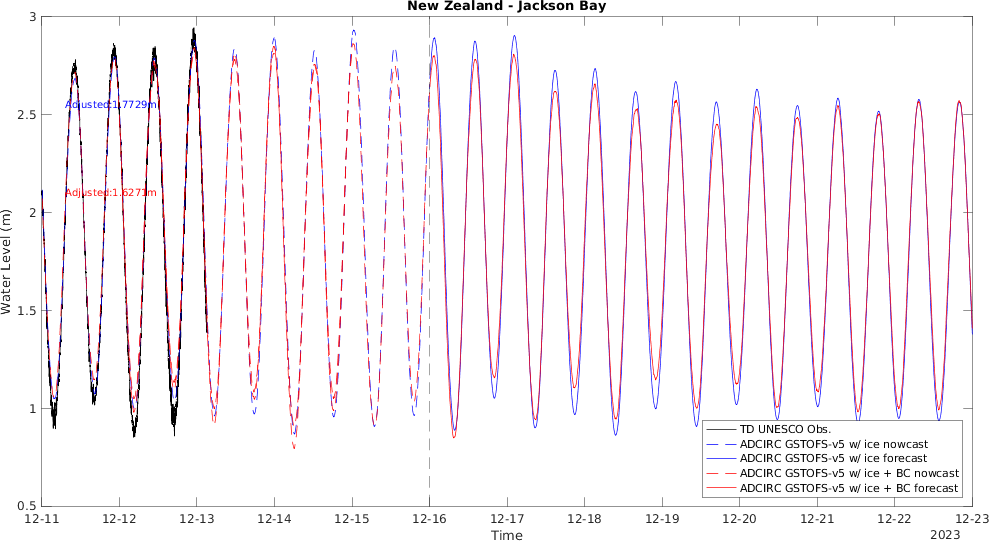 New Zealand - Jackson Bay
Water Level (m)
3
2.5
2
1.5
1
0.5
Adjusted:1.7729m
Adjusted:1.6271m
TD UNESCO Obs.
ADCIRC GSTOFS-v5 w/ ice nowcast
ADCIRC GSTOFS-v5 w/ ice forecast
ADCIRC GSTOFS-v5 w/ ice + BC nowcast
ADCIRC GSTOFS-v5 w/ ice + BC forecast
12-11 12-12 12-13 12-14 12-15 12-16 12-17 12-18 12-19 12-20 12-21 12-22 12-23
Time
2023